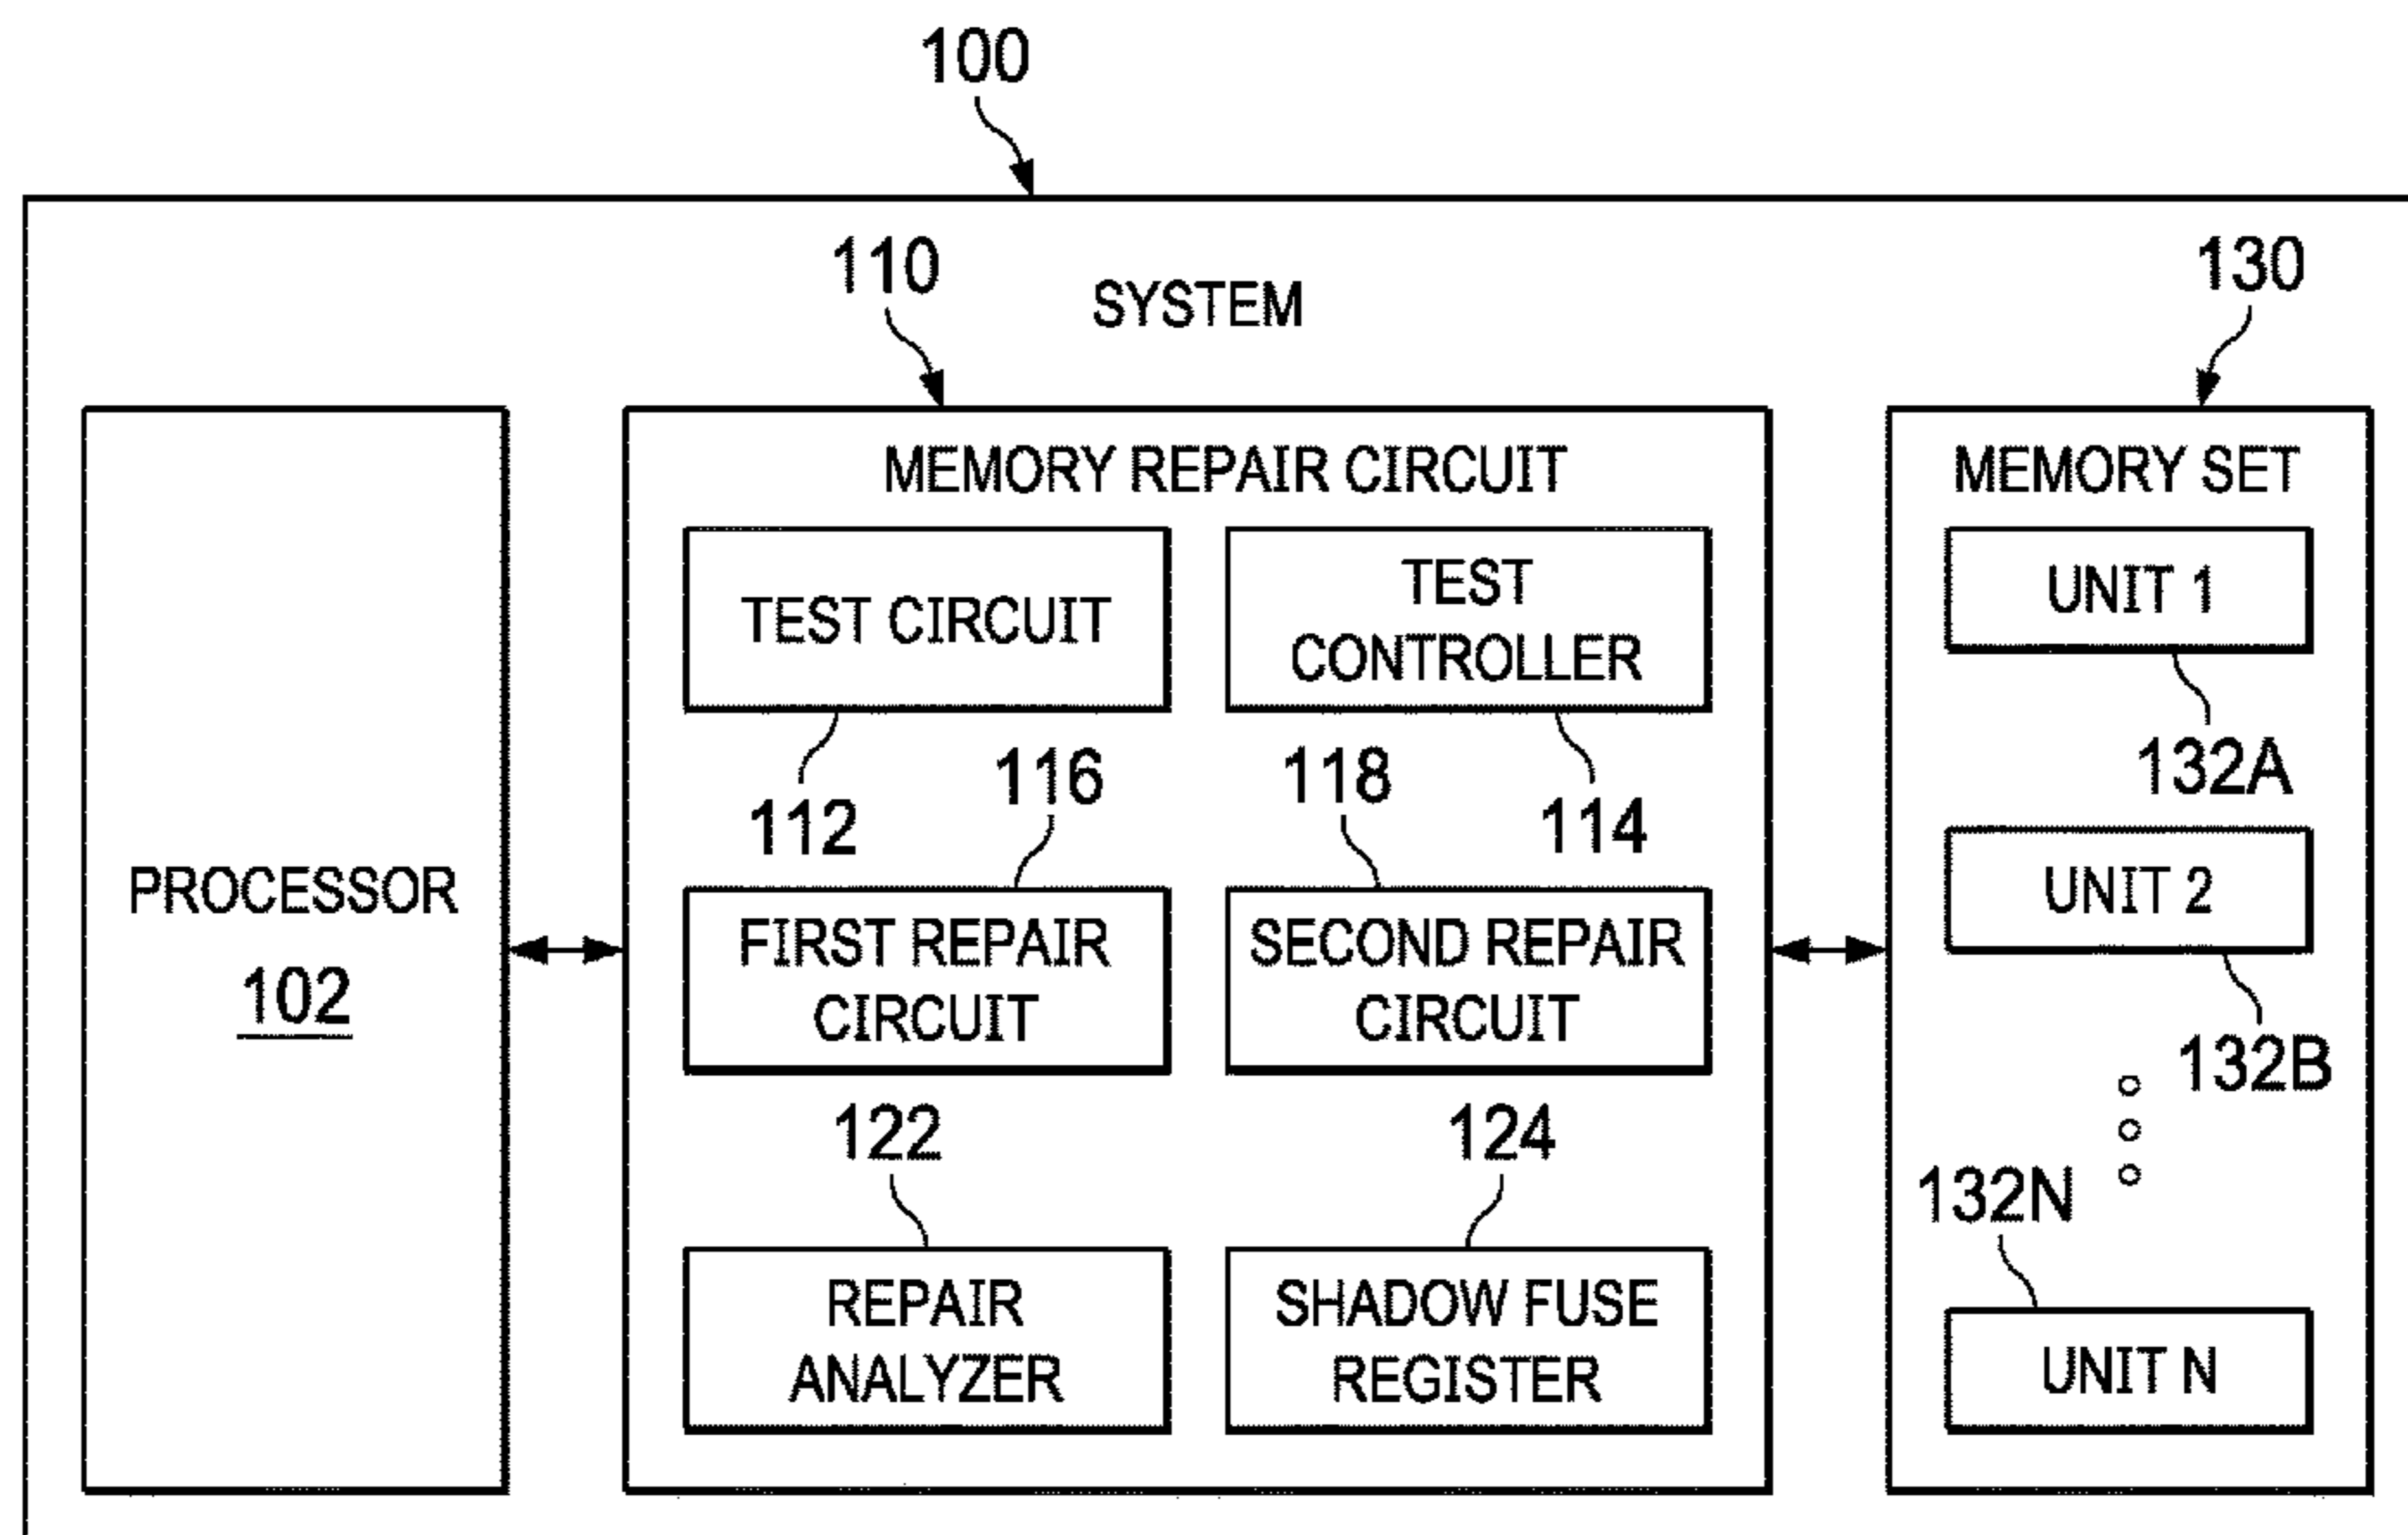 100
110
SYSTEM
130
MEMORY REPAIR CIRCUIT
MEMORY SET
TEST CIRCUIT
TEST
CONTROLLER
UNIT 1
112
116
118
114
132A
PROCESSOR
102
FIRST REPAIR
CIRCUIT
SECOND REPAIR
CIRCUIT
UNIT 2
132B
122
124
132N
REPAIR
ANALYZER
SHADOW FUSE
REGISTER
UNIT N